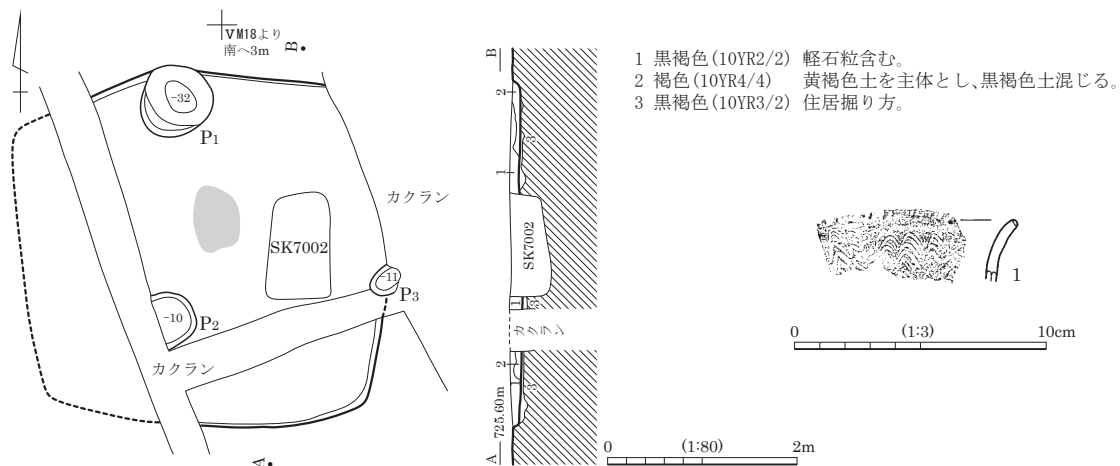 VM18より
南へ3m
B
-32
P1
カクラン
SK7002
-11
P3
-10
P2
カクラン
A
B
2
3
1
SK7002
1
3
カクラン
2
3
A
725.60m
1 黒褐色(10YR2/2) 軽石粒含む。
2 褐色(10YR4/4) 黄褐色土を主体とし、黒褐色土混じる。
3 黒褐色(10YR3/2) 住居掘り方。
1
0 (1:3) 10cm
0 (1:80) 2m